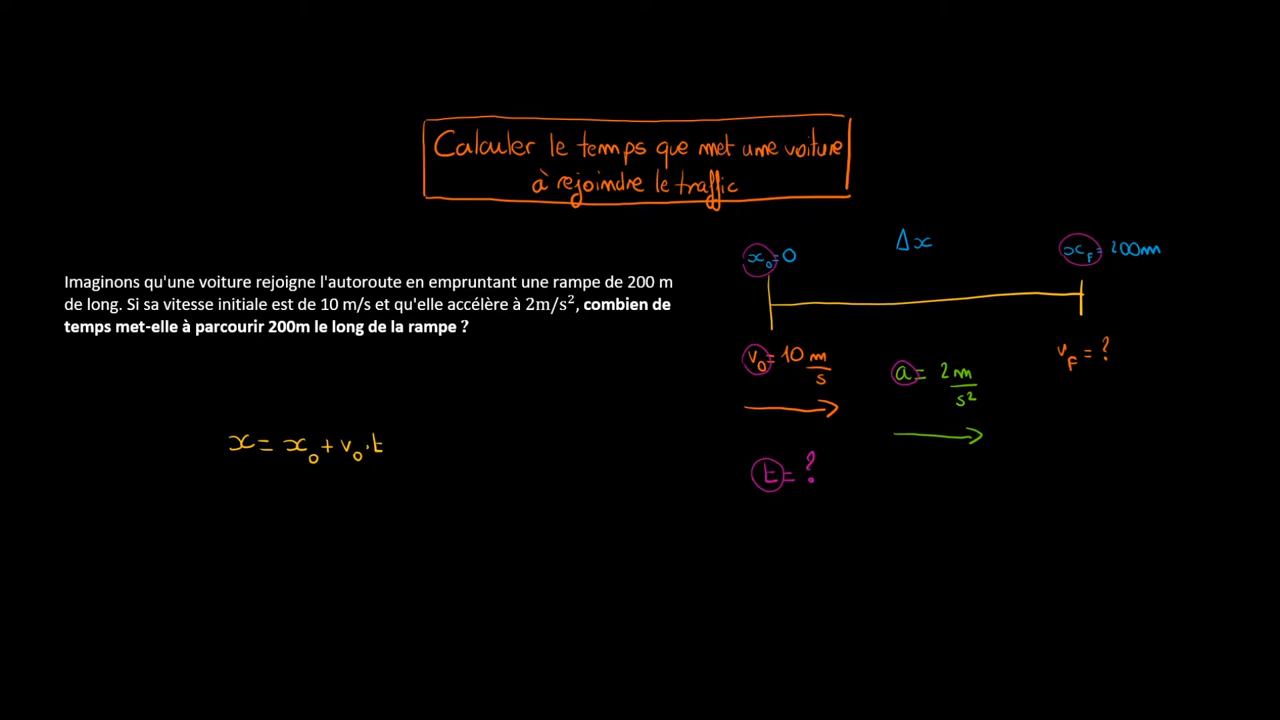 Calculer le temps que met une voiture
à rejoindre le traffic
Imaginons qu'une voiture rejoigne l'autoroute en empruntant une rampe de 200 m
de long. Si sa vitesse initiale est de 10 m/s et qu'elle accélère à 2m/s², combien de
temps met-elle à parcourir 200m le long de la rampe ?
x₀=0
Δx
x_F=200m
v₀=10 m/s
a= 2 m/s²
v_F = ?
t= ?
x = x₀ + v₀·t